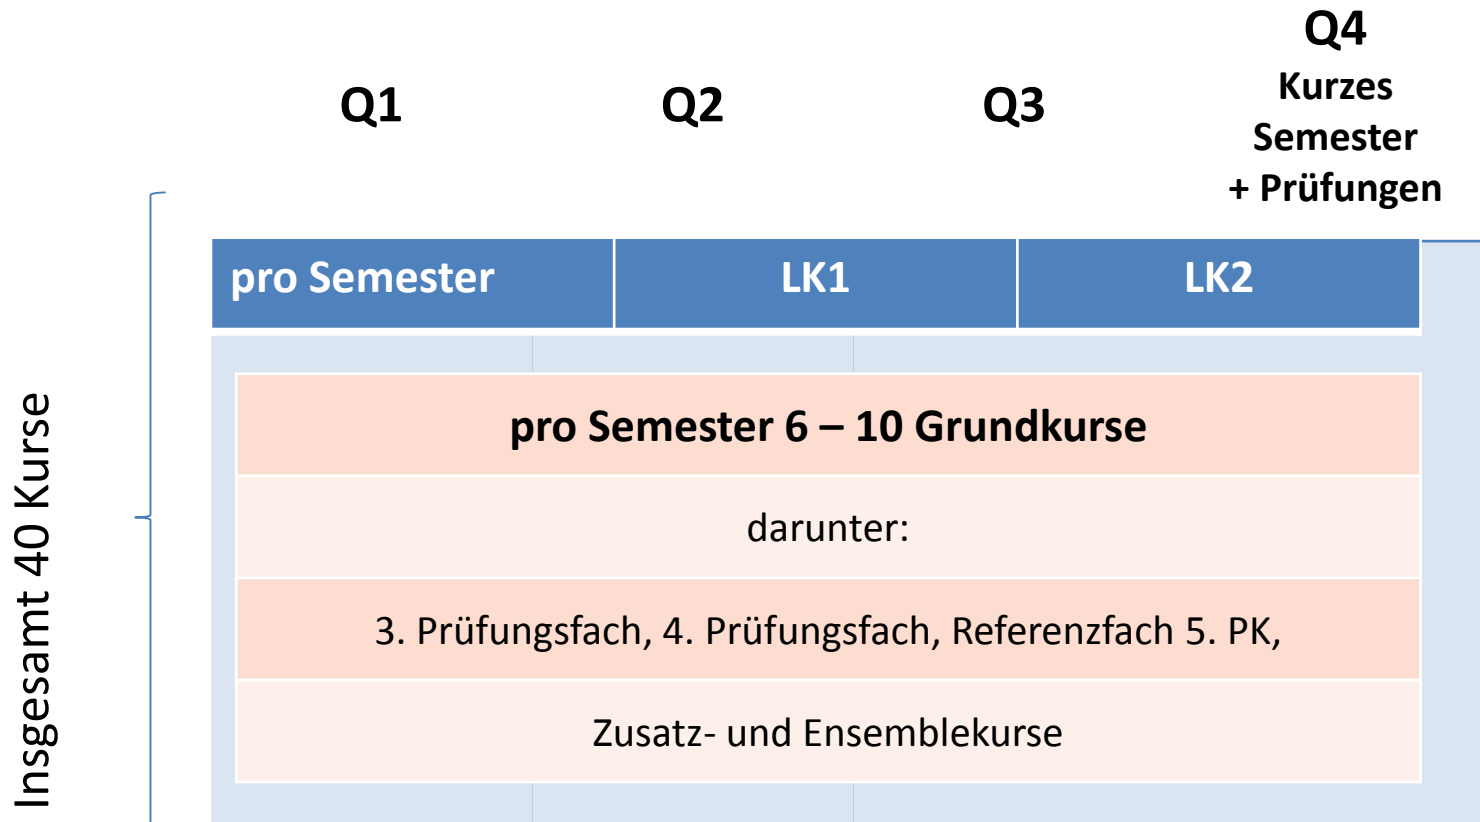 Q1
Q2
Q3
Q4
Kurzes
Semester
+ Prüfungen
Insgesamt 40 Kurse
pro Semester
LK1
LK2
pro Semester 6 – 10 Grundkurse
darunter:
3. Prüfungsfach, 4. Prüfungsfach, Referenzfach 5. PK,
Zusatz- und Ensemblekurse